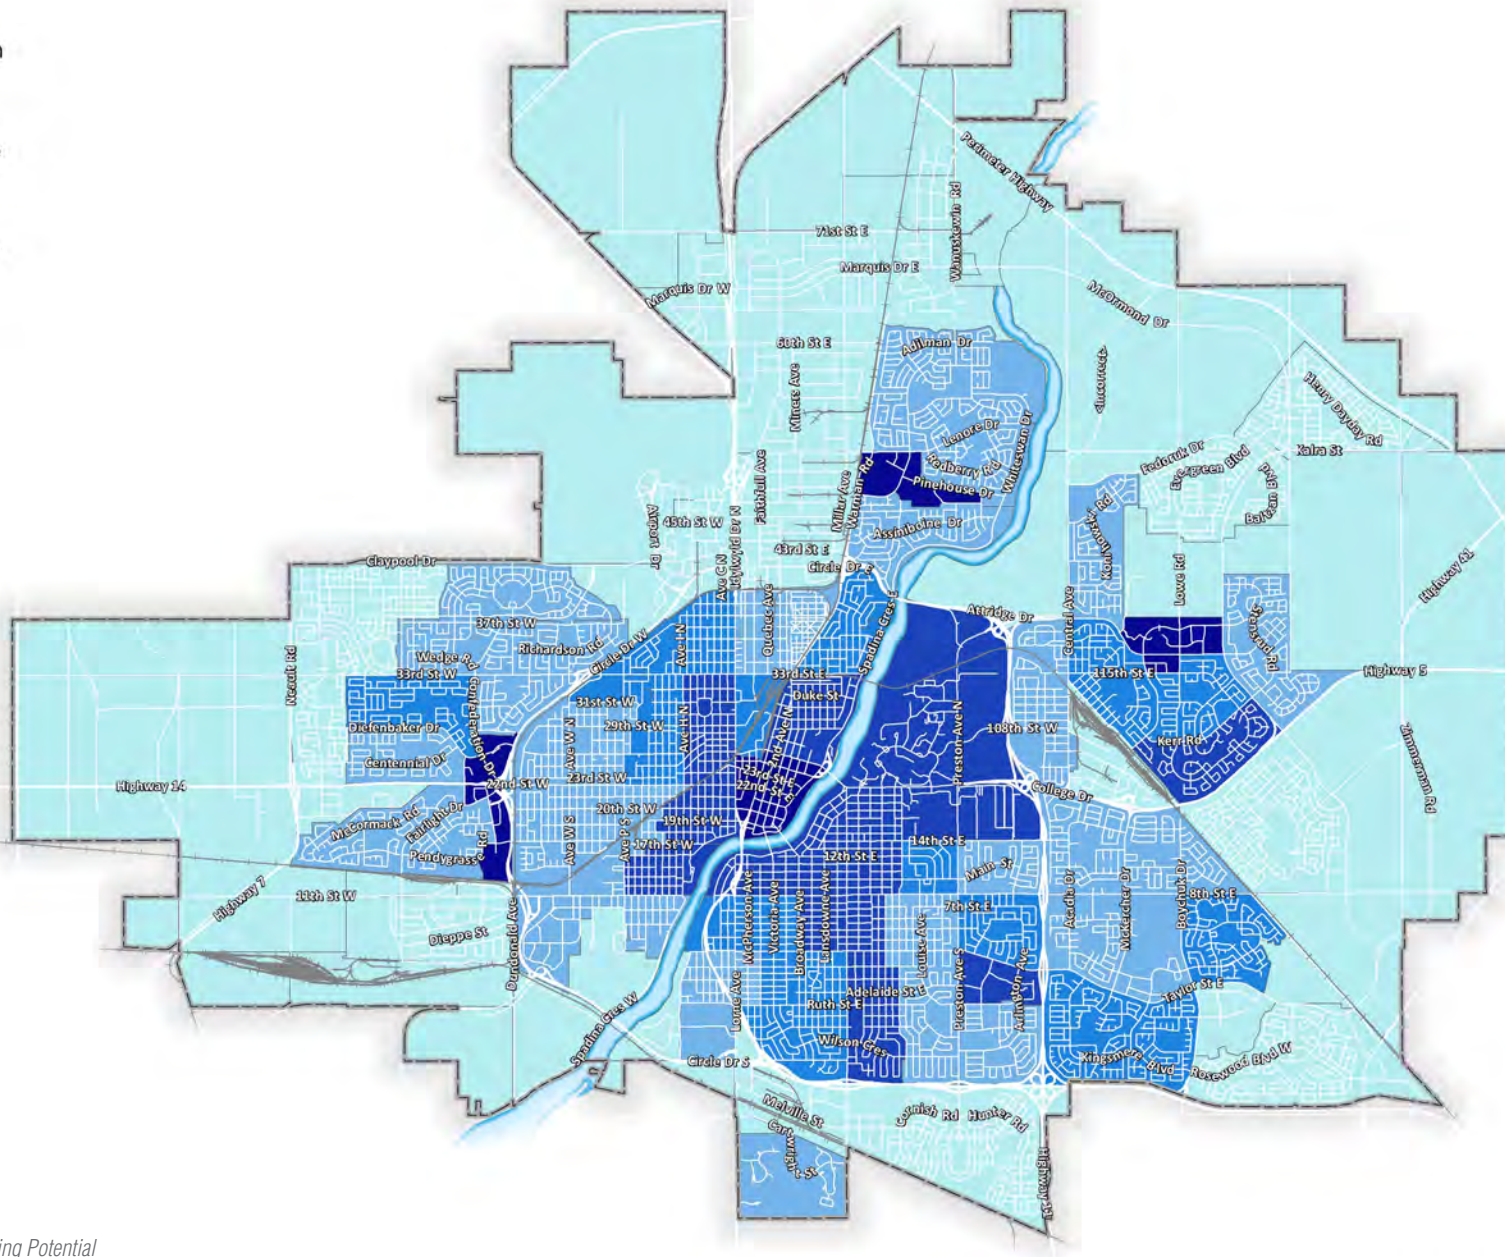 Perimeter Highway
Wanuskewin Rd
71st St E
Marquis Dr E
Marquis Dr W
McOrmond Dr
60th St E
Adilman Dr
<Incorrect>
Miners Ave
Henry Dayday Rd
Lenore Dr
Whiteswan Dr
Fedoruk Dr
Evergreen Blvd
Kalra St
Redberry Rd
Pinehouse Dr
Baltzan Blvd
Faithfull Ave
Millar Ave
Warman Rd
Airport Dr
45th St W
Idylwyld Dr N
Assiniboine Dr
Konihowski Rd
43rd St E
Claypool Dr
Circle Dr E
Ave C N
Lowe Rd
Highway 41
Central Ave
Attridge Dr
Spadina Cres E
37th St W
Quebec Ave
Ave I N
Richardson Rd
Circle Dr W
Wedge Rd
33rd St W
Neault Rd
33rd St E
115th St E
Highway 5
Confederation Dr
31st St W
Duke St
Diefenbaker Dr
29th St W
Ave H N
Ave W N
2nd Ave N
Preston Ave N
108th St W
Kerr Rd
Centennial Dr
Zimmerman Rd
Highway 14
22nd St W
23rd St W
23rd St E
22nd St E
College Dr
20th St W
19th St W
McCormack Rd
Fairlight Dr
Ave W S
Ave P S
17th St W
14th St E
Pendygrasse Rd
12th St E
Main St
Highway 7
11th St W
McPherson Ave
Victoria Ave
Broadway Ave
Lansdowne Ave
7th St E
Acadia Dr
McKercher Dr
Boychuk Dr
8th St E
Dieppe St
Dundonald Ave
Louise Ave
Preston Ave S
Arlington Ave
Lorne Ave
Adelaide St E
Ruth St E
Taylor St E
Spadina Cres W
Wilson Cres
Circle Dr S
Kingsmere Blvd
Rosewood Blvd W
Melville St
Cornish Rd
Hunter Rd
Cartwright St
Highway 11
ing Potential